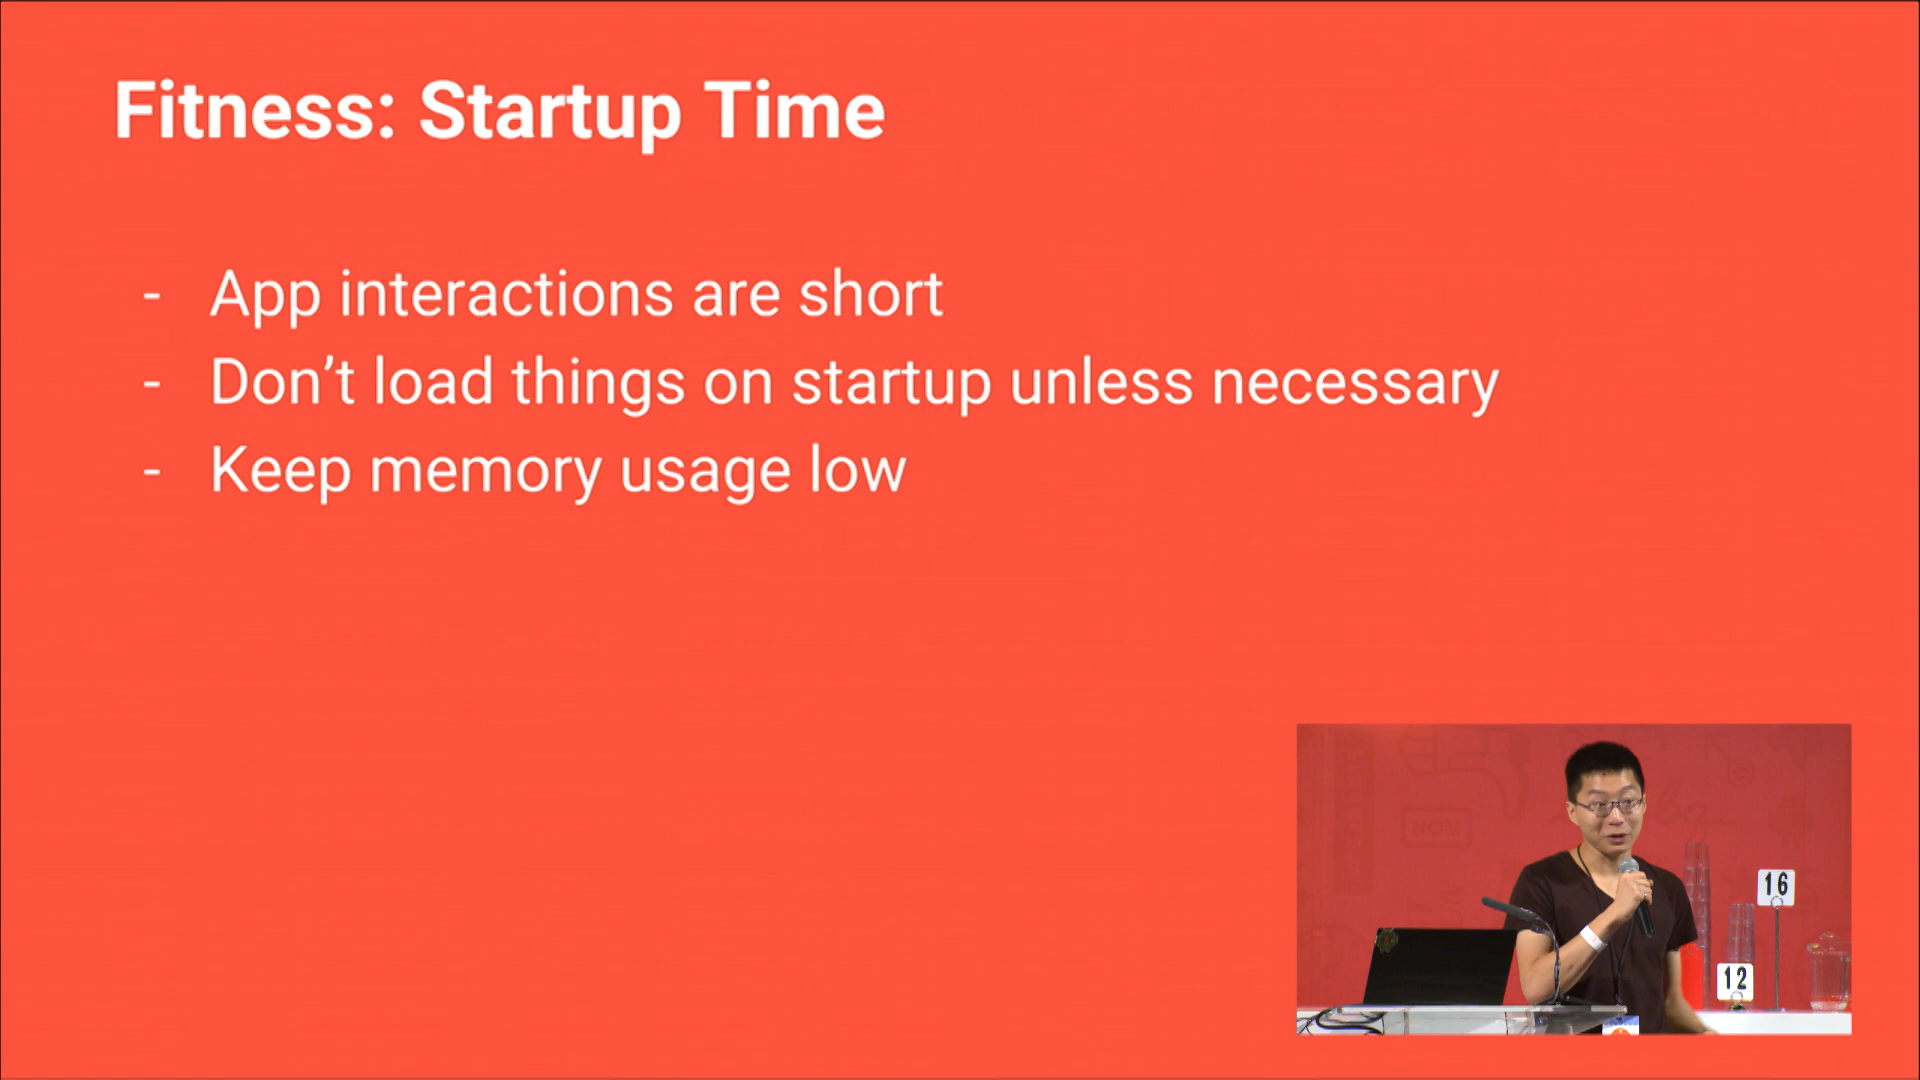 Fitness: Startup Time
- App interactions are short
- Don’t load things on startup unless necessary
- Keep memory usage low
16
12